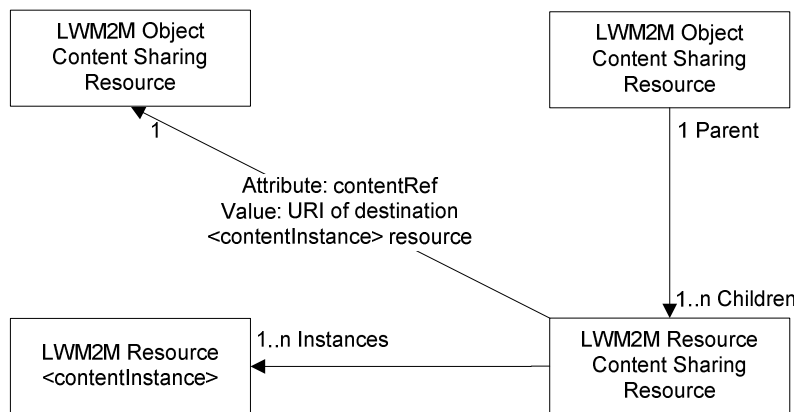 LWM2M Object
Content Sharing
Resource
LWM2M Object
Content Sharing
Resource
1
1 Parent
Attribute: contentRef
Value: URI of destination
<contentInstance> resource
1..n Children
1..n Instances
LWM2M Resource
<contentInstance>
LWM2M Resource
Content Sharing
Resource